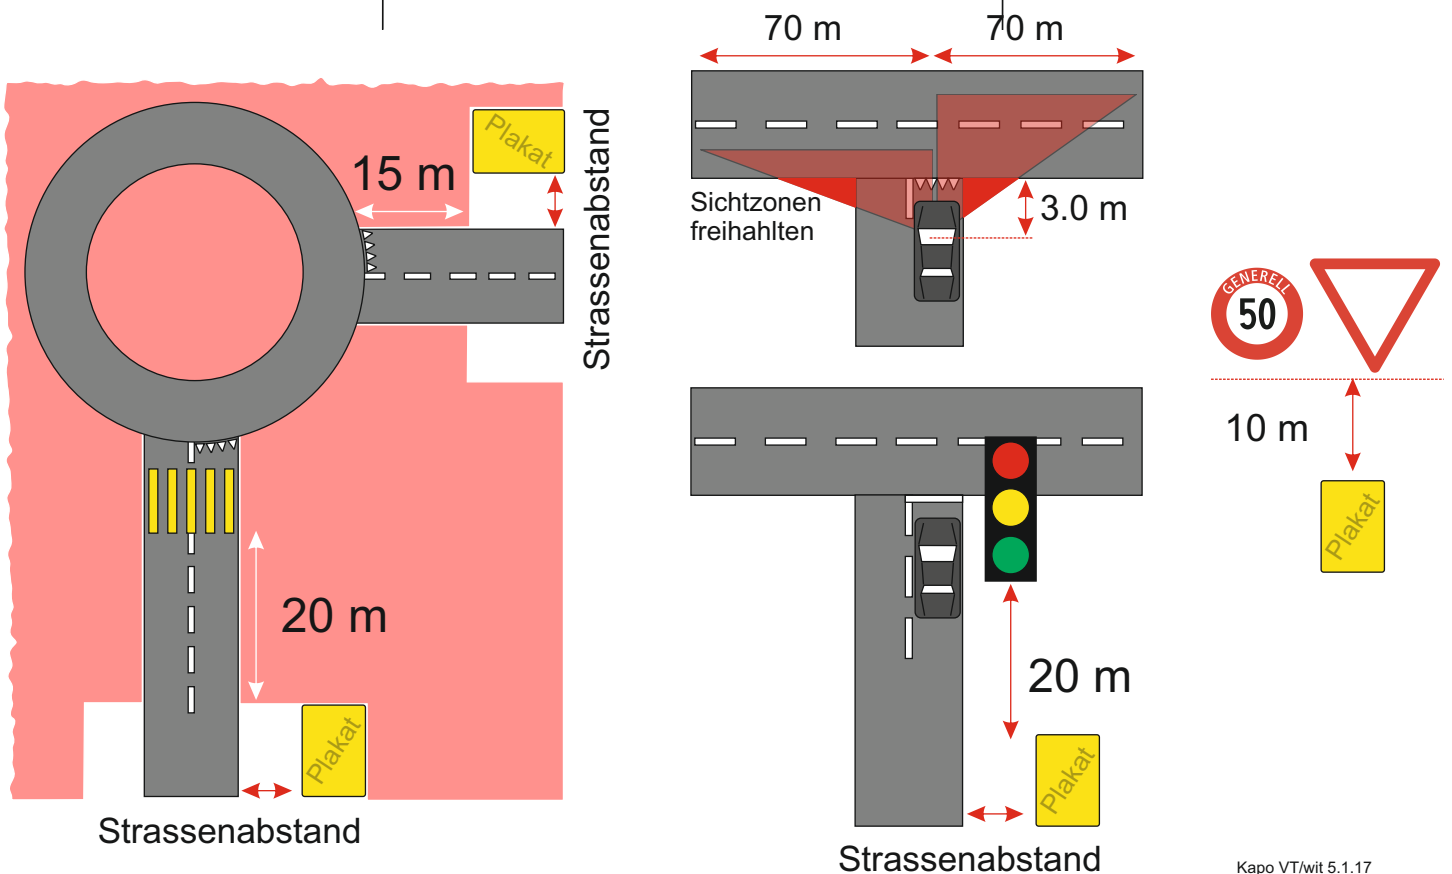 70 m
70 m
Plakat
Strassenabstand
15 m
Sichtzonen
freihahlten
3.0 m
GENERELL
50
10 m
Plakat
20 m
Plakat
Strassenabstand
20 m
Plakat
Strassenabstand
Kapo VT/wit 5.1.17